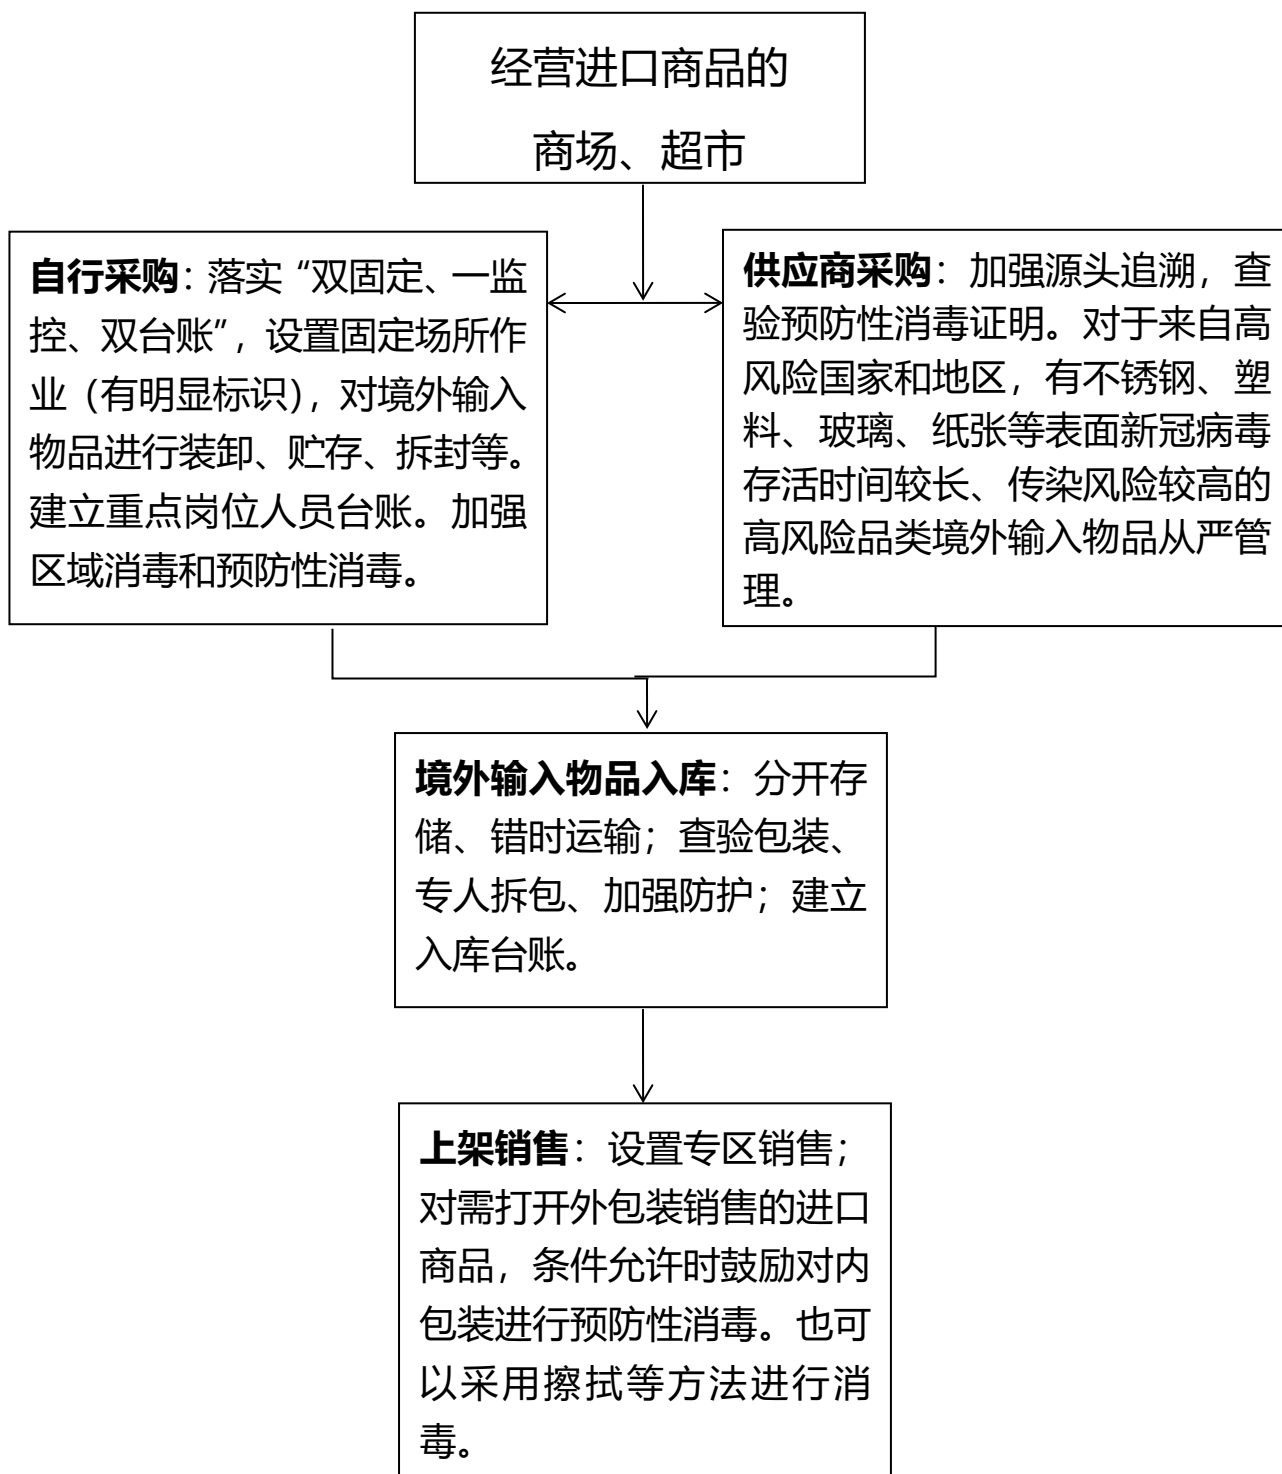 经营进口商品的
商场、超市
自行采购：落实“双固定、一监
控、双台账”，设置固定场所作
业（有明显标识），对境外输入
物品进行装卸、贮存、拆封等。
建立重点岗位人员台账。加强
区域消毒和预防性消毒。
供应商采购：加强源头追溯，查
验预防性消毒证明。对于来自高
风险国家和地区，有不锈钢、塑
料、玻璃、纸张等表面新冠病毒
存活时间较长、传染风险较高的
高风险品类境外输入物品从严管
理。
境外输入物品入库：分开存
储、错时运输；查验包装、
专人拆包、加强防护；建立
入库台账。
上架销售：设置专区销售；
对需打开外包装销售的进口
商品，条件允许时鼓励对内
包装进行预防性消毒。也可
以采用擦拭等方法进行消
毒。